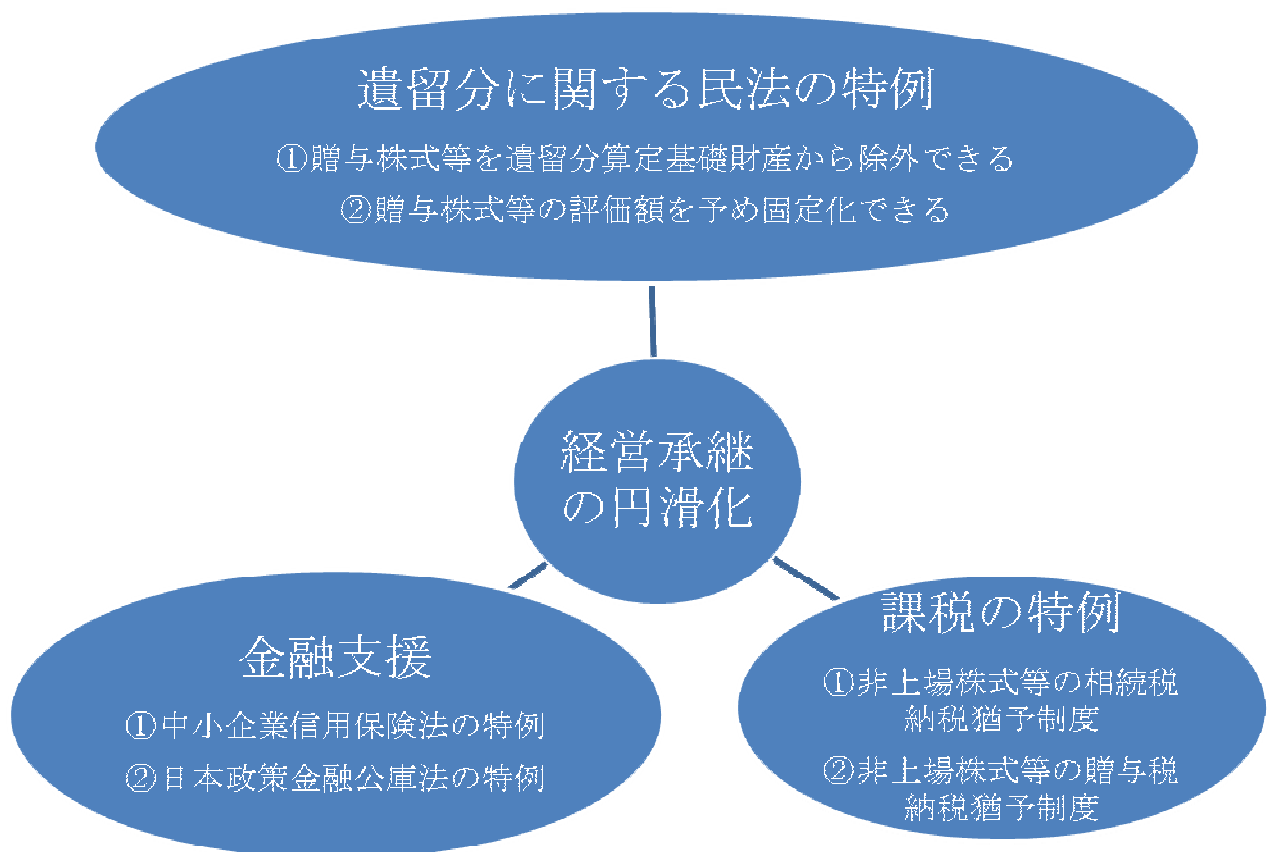 遺留分に関する民法の特例
①贈与株式等を遺留分算定基礎財産から除外できる
②贈与株式等の評価額を予め固定化できる
経営承継
の円滑化
金融支援
①中小企業信用保険法の特例
②日本政策金融公庫法の特例
課税の特例
①非上場株式等の相続税
納税猶予制度
②非上場株式等の贈与税
納税猶予制度